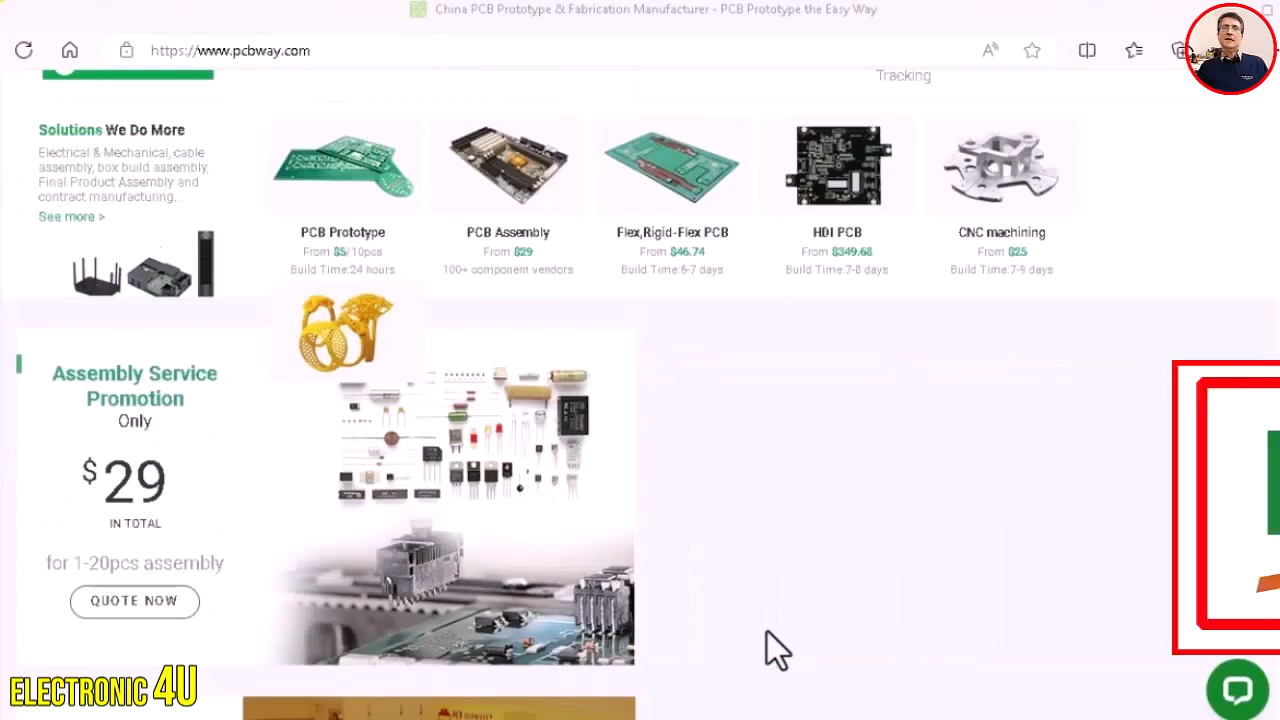 China PCB Prototype & Fabrication Manufacturer - PCB Prototype the Easy Way
https://www.pcbway.com
Tracking
Solutions We Do More
Electrical & Mechanical, cable
assembly, box build assembly,
Final Product Assembly and
contract manufacturing...
See more >
PCB Prototype
From $5/10pcs
Build Time:24 hours
PCB Assembly
From $29
100+ component vendors
Flex,Rigid-Flex PCB
From $46.74
Build Time:6-7 days
HDI PCB
From $349.68
Build Time:7-8 days
CNC machining
From $25
Build Time:7-9 days
Assembly Service
Promotion
Only
$29
IN TOTAL
for 1-20pcs assembly
QUOTE NOW
ELECTRONIC 4U